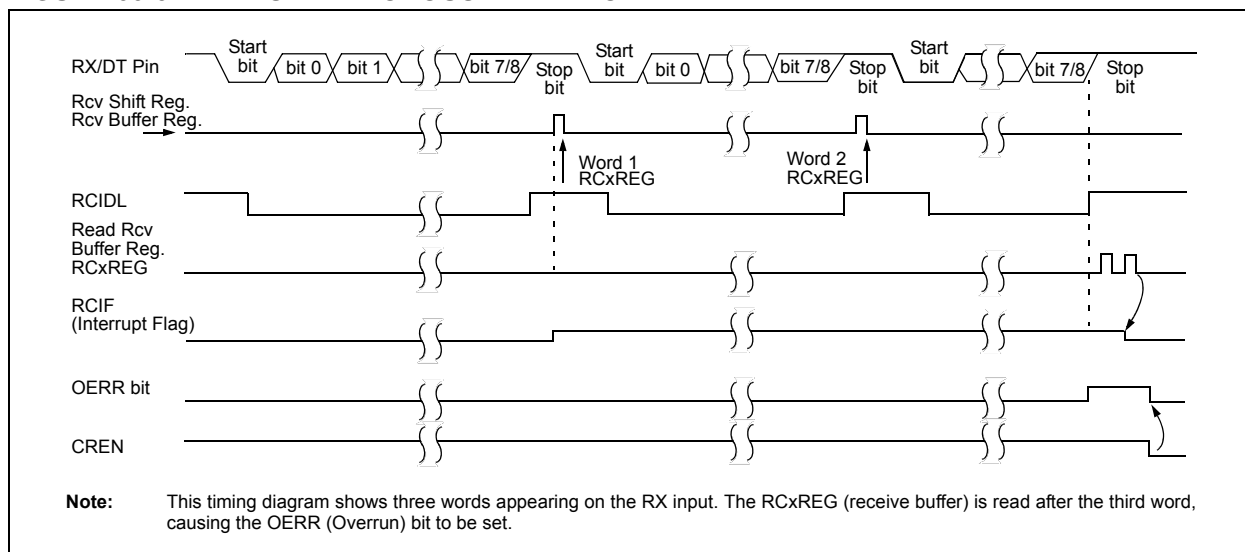 Start bit
bit 0
bit 1
bit 7/8
Stop bit
Start bit
bit 0
bit 7/8
Stop bit
Start bit
bit 7/8
Stop bit
RX/DT Pin
Rcv Shift Reg.
Rcv Buffer Reg.
Word 1
RCxREG
Word 2
RCxREG
RCIDL
Read Rcv
Buffer Reg.
RCxREG
RCIF
(Interrupt Flag)
OERR bit
CREN
Note: This timing diagram shows three words appearing on the RX input. The RCxREG (receive buffer) is read after the third word,
causing the OERR (Overrun) bit to be set.